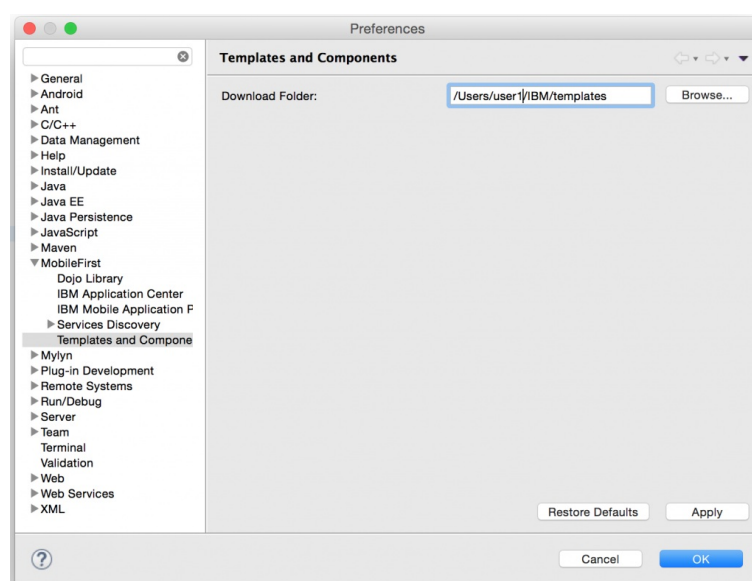 Preferences
Templates and Components
General
Android
Ant
C/C++
Data Management
Help
Install/Update
Java
Java EE
Java Persistence
JavaScript
Maven
MobileFirst
Dojo Library
IBM Application Center
IBM Mobile Application P
Services Discovery
Templates and Compone
Mylyn
Plug-in Development
Remote Systems
Run/Debug
Server
Team
Terminal
Validation
Web
Web Services
XML
Download Folder: /Users/user1/IBM/templates Browse...
Restore Defaults Apply
? Cancel OK